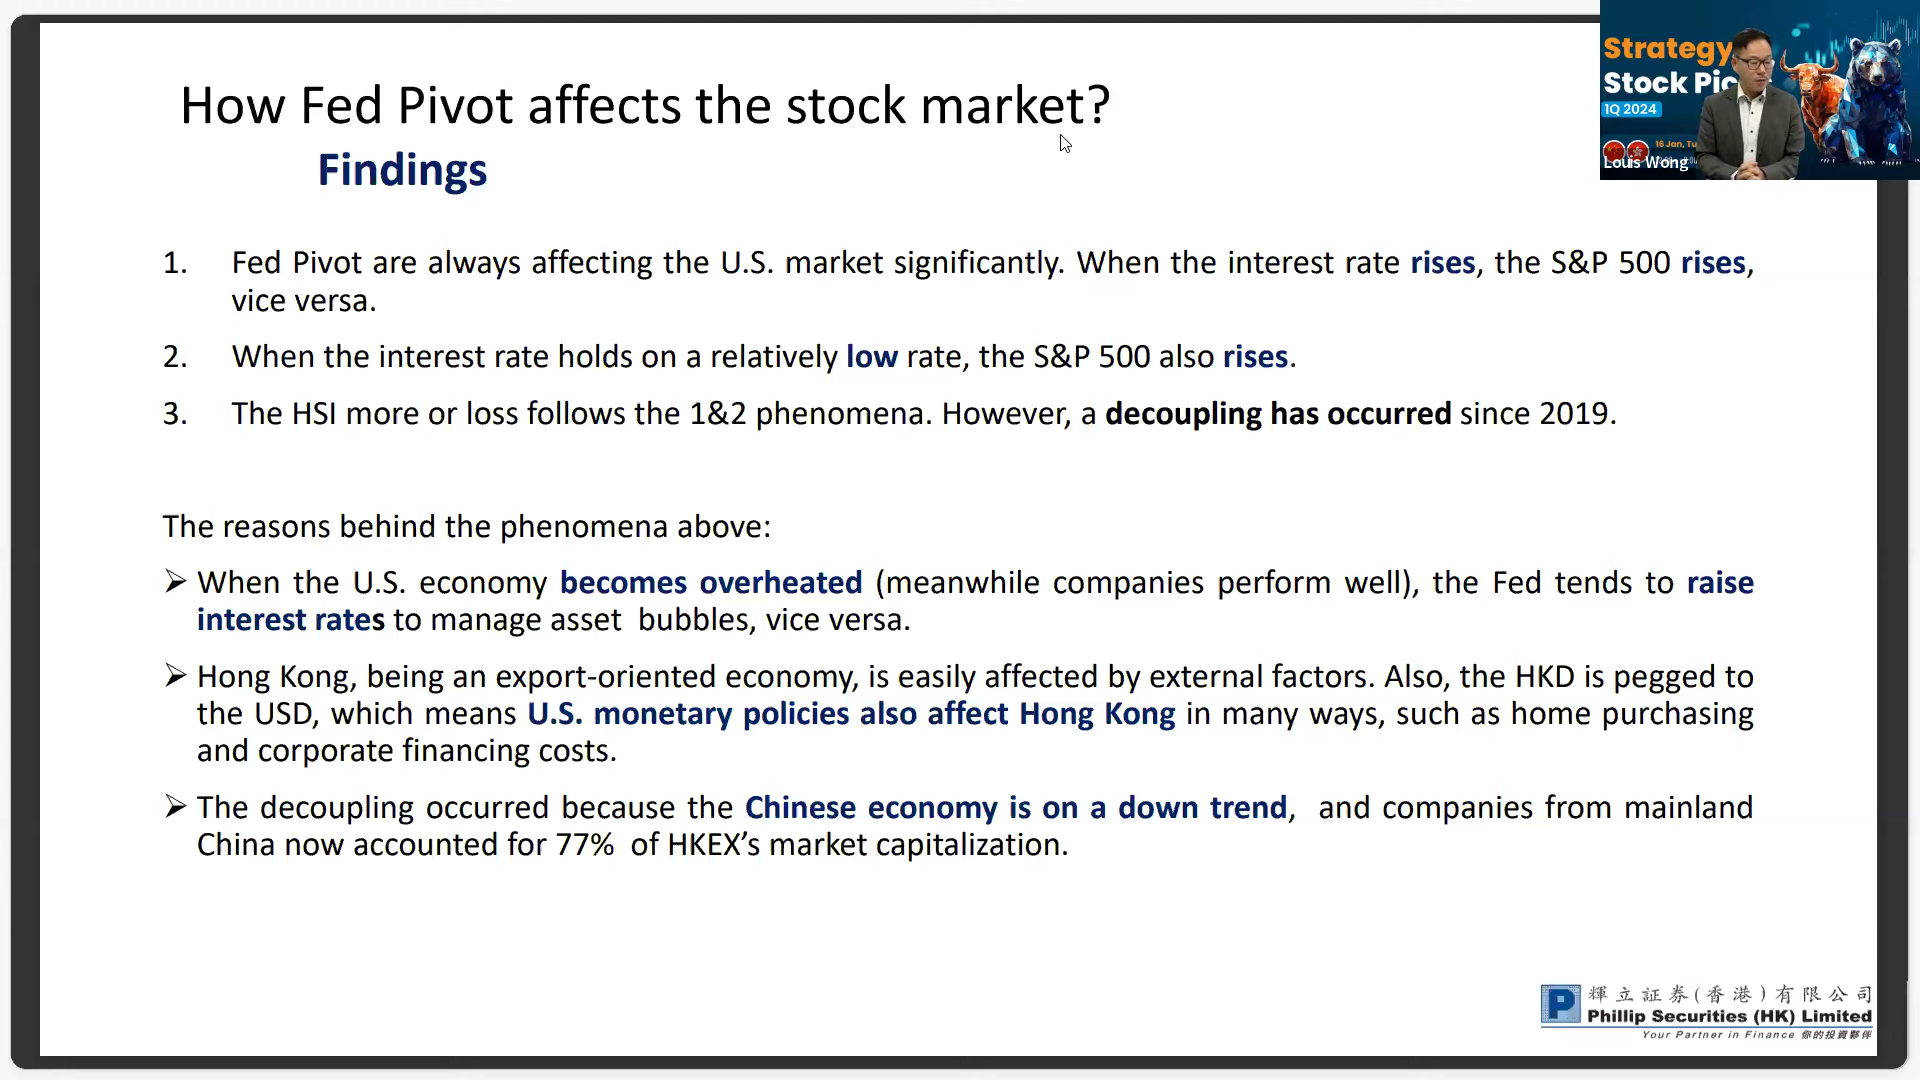 How Fed Pivot affects the stock market?
Findings
1. Fed Pivot are always affecting the U.S. market significantly. When the interest rate rises, the S&P 500 rises,
vice versa.
2. When the interest rate holds on a relatively low rate, the S&P 500 also rises.
3. The HSI more or loss follows the 1&2 phenomena. However, a decoupling has occurred since 2019.
The reasons behind the phenomena above:
When the U.S. economy becomes overheated (meanwhile companies perform well), the Fed tends to raise
interest rates to manage asset bubbles, vice versa.
Hong Kong, being an export-oriented economy, is easily affected by external factors. Also, the HKD is pegged to
the USD, which means U.S. monetary policies also affect Hong Kong in many ways, such as home purchasing
and corporate financing costs.
The decoupling occurred because the Chinese economy is on a down trend, and companies from mainland
China now accounted for 77% of HKEX’s market capitalization.
Strategy
Stock Pic
1Q 2024
16 Jan, Tu
Louis Wong
P
輝立証券(香港)有限公司
Phillip Securities (HK) Limited
Your Partner in Finance 你的投資夥伴